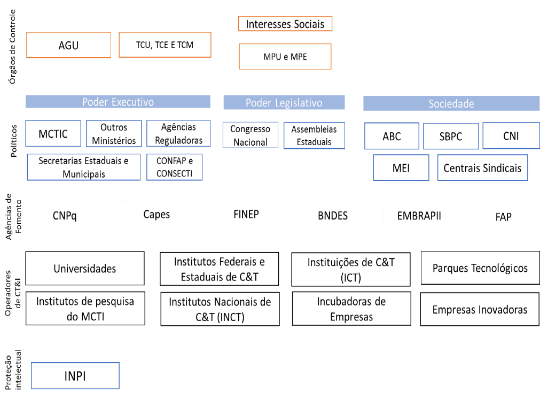 Órgãos de Controle
AGU
TCU, TCE E TCM
Interesses Sociais
MPU e MPE
Políticos
Poder Executivo
Poder Legislativo
Sociedade
MCTIC
Outros
Ministérios
Agências
Reguladoras
Congresso
Nacional
Assembleias
Estaduais
ABC
SBPC
CNI
Secretarias Estaduais e
Municipais
CONFAP e
CONSECTI
MEI
Centrais Sindicais
Agências de
Fomento
CNPq
Capes
FINEP
BNDES
EMBRAPII
FAP
Operadores
de CT&I
Universidades
Institutos Federais e
Estaduais de C&T
Instituições de C&T
(ICT)
Parques Tecnológicos
Institutos de pesquisa
do MCTI
Institutos Nacionais de
C&T (INCT)
Incubadoras de
Empresas
Empresas Inovadoras
Proteção
intelectual
INPI